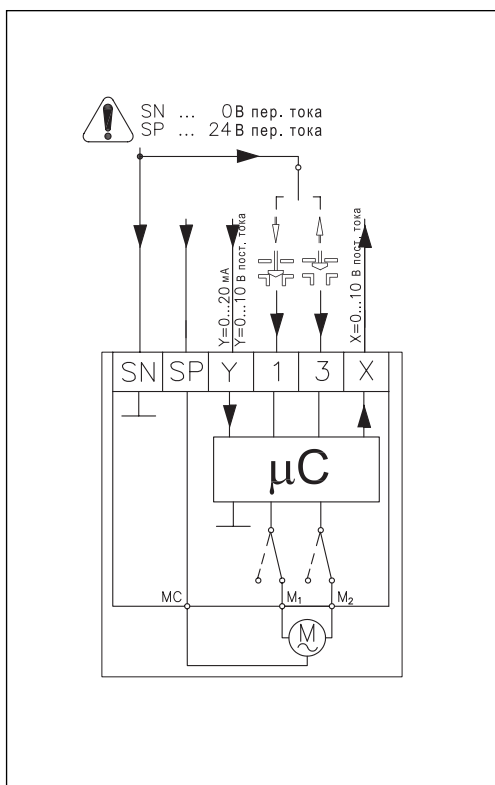 SN ... 0 В пер. тока
SP ... 24 В пер. тока
Y=0...20 мА
Y=0...10 В пост. тока
X=0...10 В пост. тока
SN SP Y 1 3 X
μC
MC M₁ M₂
M